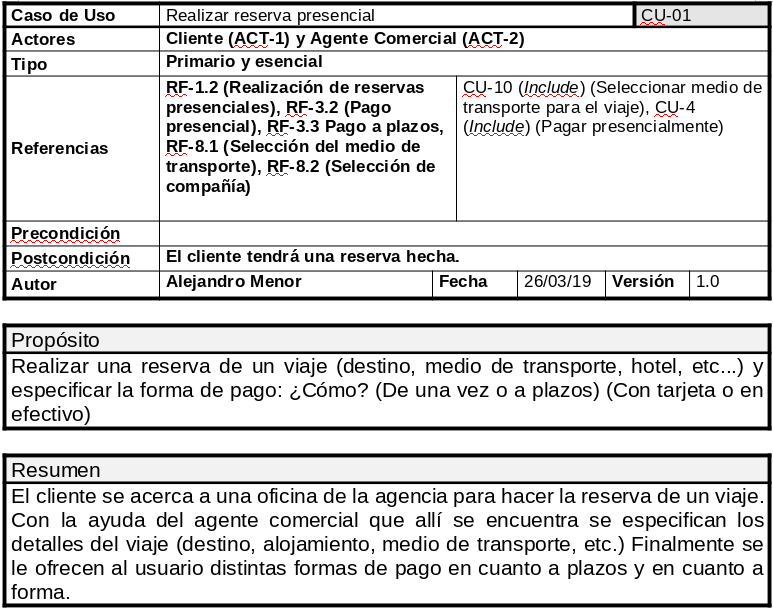 Caso de Uso Realizar reserva presencial CU-01
Actores Cliente (ACT-1) y Agente Comercial (ACT-2)
Tipo Primario y esencial
Referencias
RF-1.2 (Realización de reservas
presenciales), RF-3.2 (Pago
presencial), RF-3.3 Pago a plazos,
RF-8.1 (Selección del medio de
transporte), RF-8.2 (Selección de
compañía)
CU-10 (Include) (Seleccionar medio de
transporte para el viaje), CU-4
(Include) (Pagar presencialmente)
Precondición
Postcondición El cliente tendrá una reserva hecha.
Autor Alejandro Menor Fecha 26/03/19 Versión 1.0
Propósito
Realizar una reserva de un viaje (destino, medio de transporte, hotel, etc...) y
especificar la forma de pago: ¿Cómo? (De una vez o a plazos) (Con tarjeta o en
efectivo)
Resumen
El cliente se acerca a una oficina de la agencia para hacer la reserva de un viaje.
Con la ayuda del agente comercial que allí se encuentra se especifican los
detalles del viaje (destino, alojamiento, medio de transporte, etc.) Finalmente se
le ofrecen al usuario distintas formas de pago en cuanto a plazos y en cuanto a
forma.